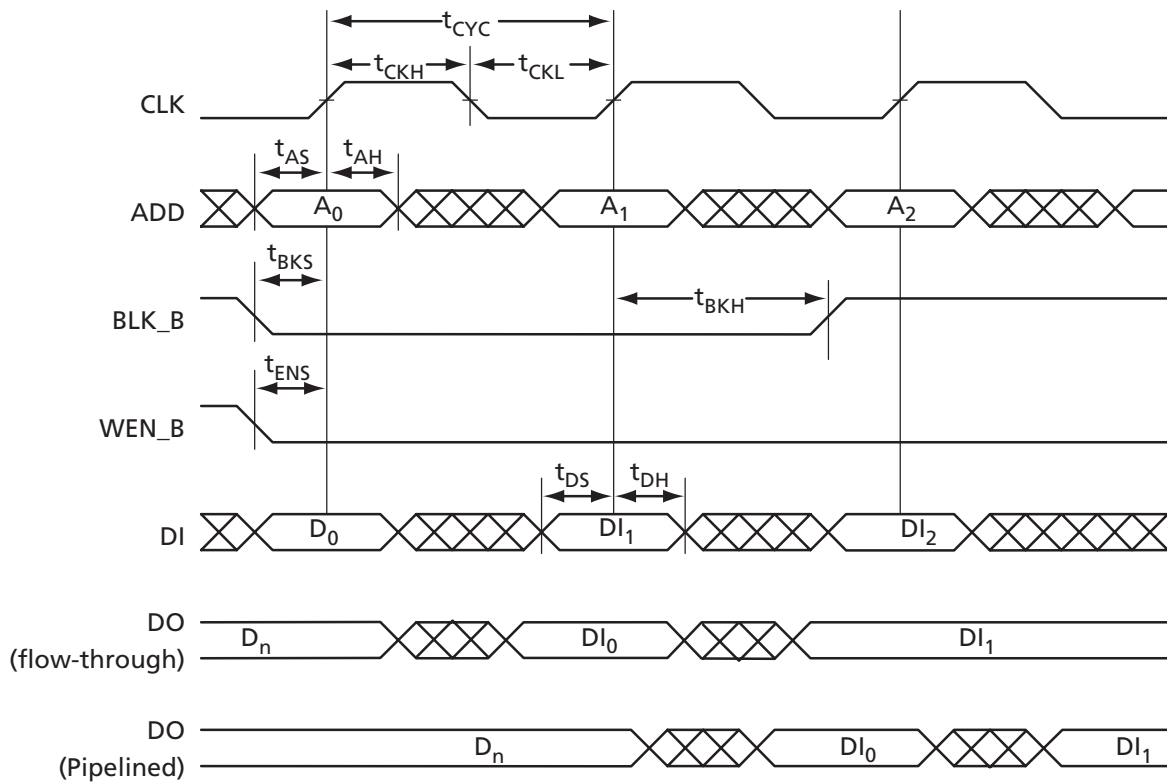 tCYC
tCKH tCKL
CLK
tAS tAH
ADD A0 A1 A2
tBKS
BLK_B tBKH
tENS
WEN_B
tDS tDH
DI D0 DI1 DI2
DO
(flow-through) Dn DI0 DI1
DO
(Pipelined) Dn DI0 DI1